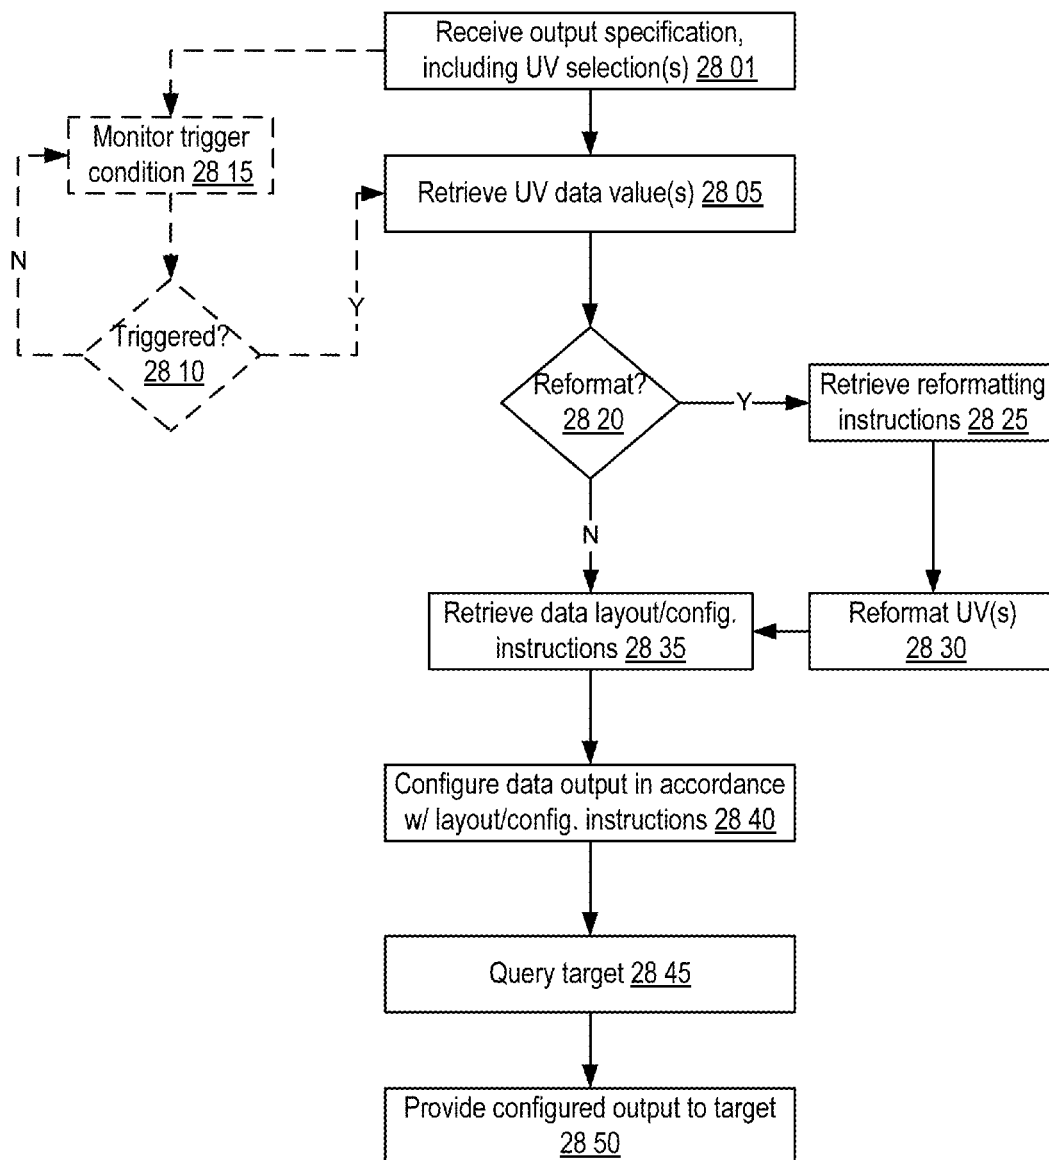 Receive output specification,
including UV selection(s) 28 01
Monitor trigger
condition 28 15
Retrieve UV data value(s) 28 05
N
Y
Triggered?
28 10
Reformat?
28 20
Y
Retrieve reformatting
instructions 28 25
N
Retrieve data layout/config.
instructions 28 35
Reformat UV(s)
28 30
Configure data output in accordance
w/ layout/config. instructions 28 40
Query target 28 45
Provide configured output to target
28 50